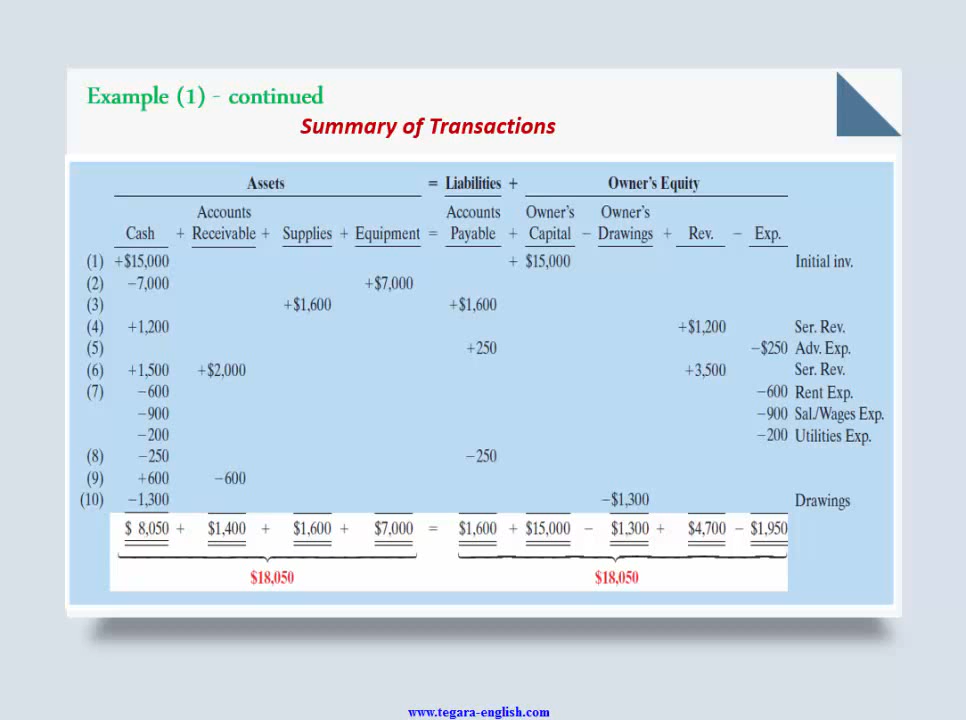 Example (1) - continued
Summary of Transactions
Assets = Liabilities + Owner's Equity
Accounts Accounts Owner's Owner's
Cash + Receivable + Supplies + Equipment = Payable + Capital − Drawings + Rev. − Exp.
(1) +$15,000 + $15,000 Initial inv.
(2) −7,000 +$7,000
(3) +$1,600 +$1,600
(4) +1,200 +$1,200 Ser. Rev.
(5) +250 −$250 Adv. Exp.
(6) +1,500 +$2,000 +3,500 Ser. Rev.
(7) −600 −600 Rent Exp.
−900 −900 Sal./Wages Exp.
−200 −200 Utilities Exp.
(8) −250 −250
(9) +600 −600
(10) −1,300 −$1,300 Drawings
$ 8,050 + $1,400 + $1,600 + $7,000 = $1,600 + $15,000 − $1,300 + $4,700 − $1,950
$18,050 $18,050
www.tegara-english.com